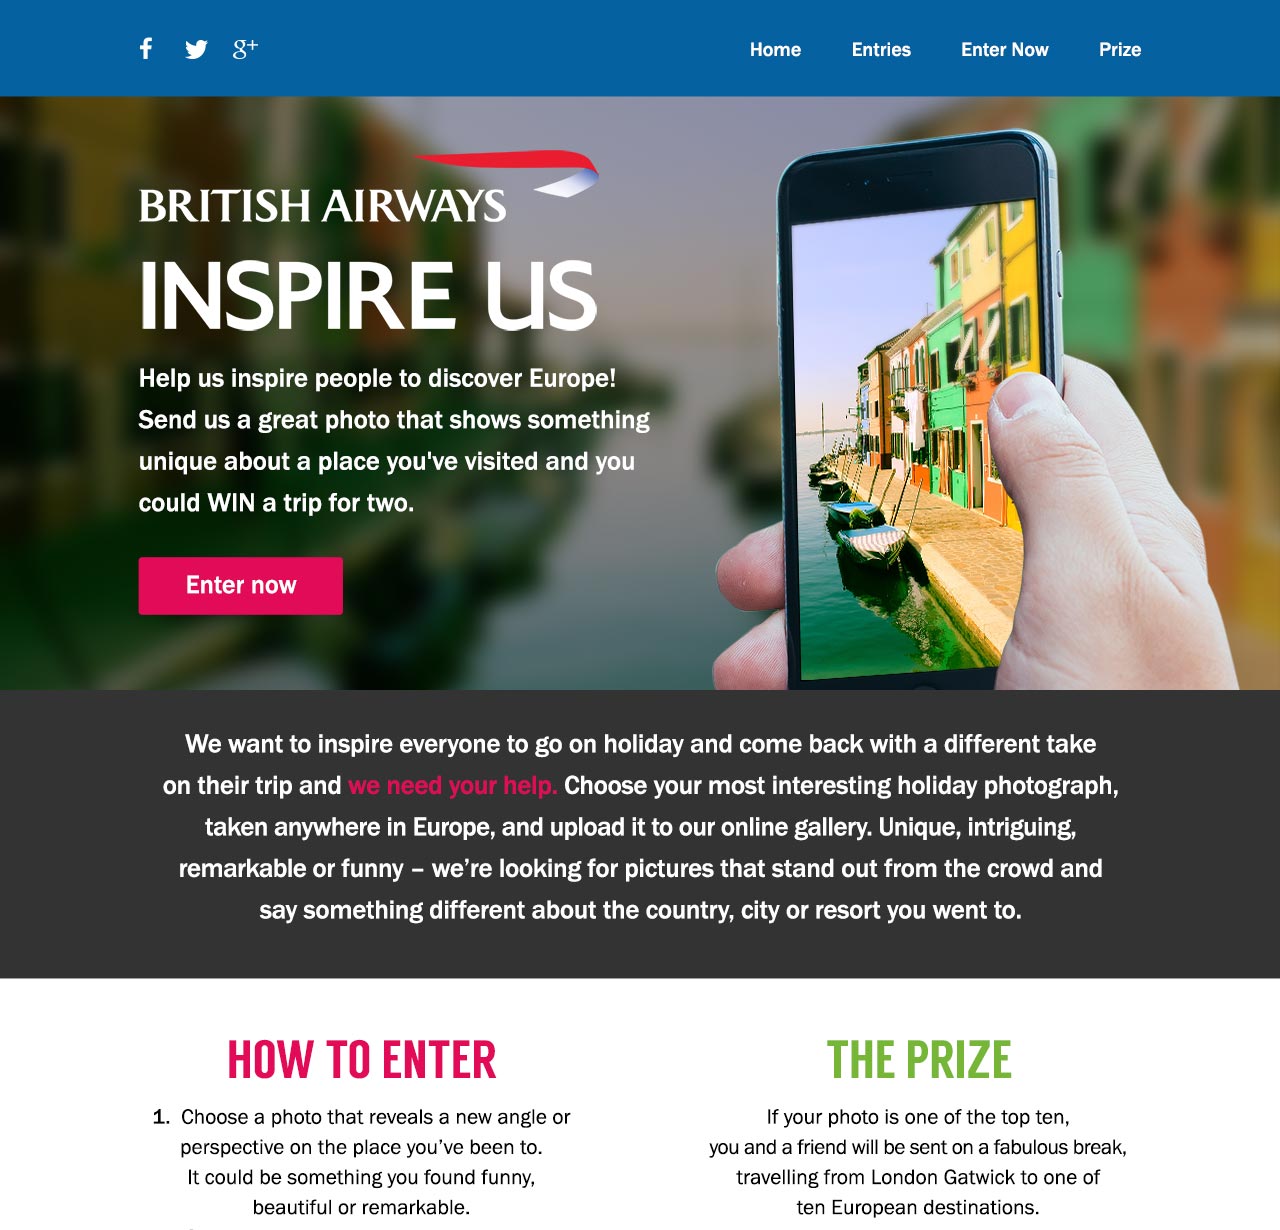 Home Entries Enter Now Prize
BRITISH AIRWAYS
INSPIRE US
Help us inspire people to discover Europe!
Send us a great photo that shows something
unique about a place you've visited and you
could WIN a trip for two.
Enter now
We want to inspire everyone to go on holiday and come back with a different take
on their trip and we need your help. Choose your most interesting holiday photograph,
taken anywhere in Europe, and upload it to our online gallery. Unique, intriguing,
remarkable or funny – we’re looking for pictures that stand out from the crowd and
say something different about the country, city or resort you went to.
HOW TO ENTER
1. Choose a photo that reveals a new angle or
perspective on the place you’ve been to.
It could be something you found funny,
beautiful or remarkable.
THE PRIZE
If your photo is one of the top ten,
you and a friend will be sent on a fabulous break,
travelling from London Gatwick to one of
ten European destinations.